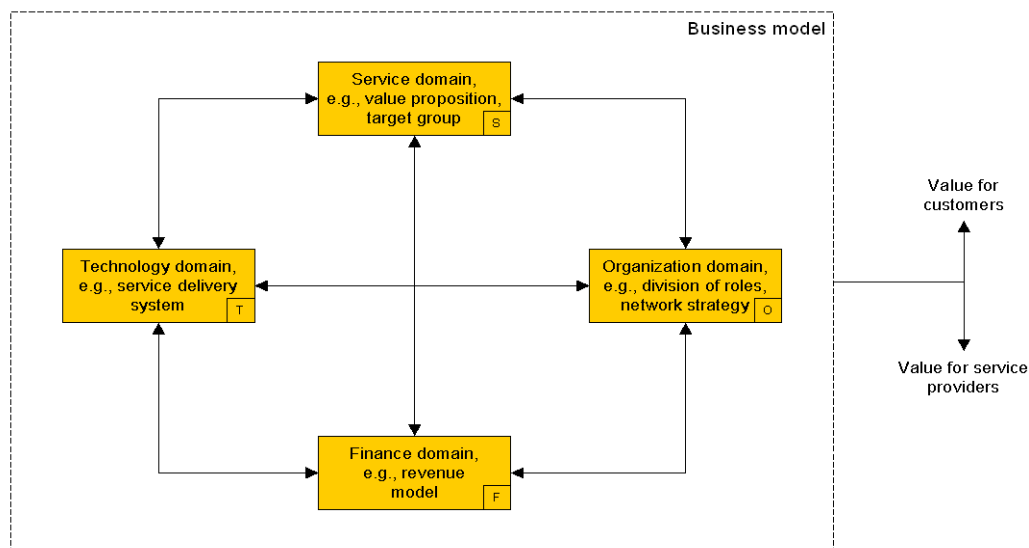 Business model
Service domain,
e.g., value proposition,
target group
S
Technology domain,
e.g., service delivery
system
T
Organization domain,
e.g., division of roles,
network strategy
O
Finance domain,
e.g., revenue
model
F
Value for
customers
Value for service
providers